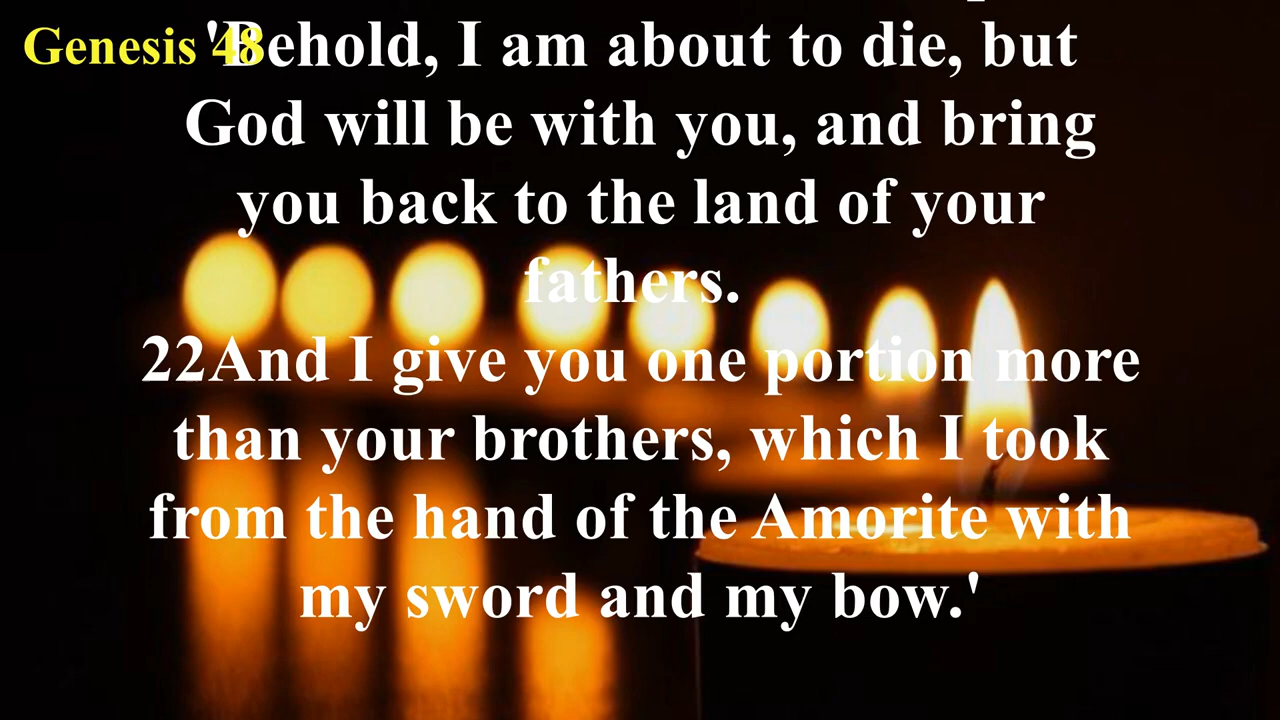 Genesis 48
'Behold, I am about to die, but
God will be with you, and bring
you back to the land of your
fathers.
22And I give you one portion more
than your brothers, which I took
from the hand of the Amorite with
my sword and my bow.'